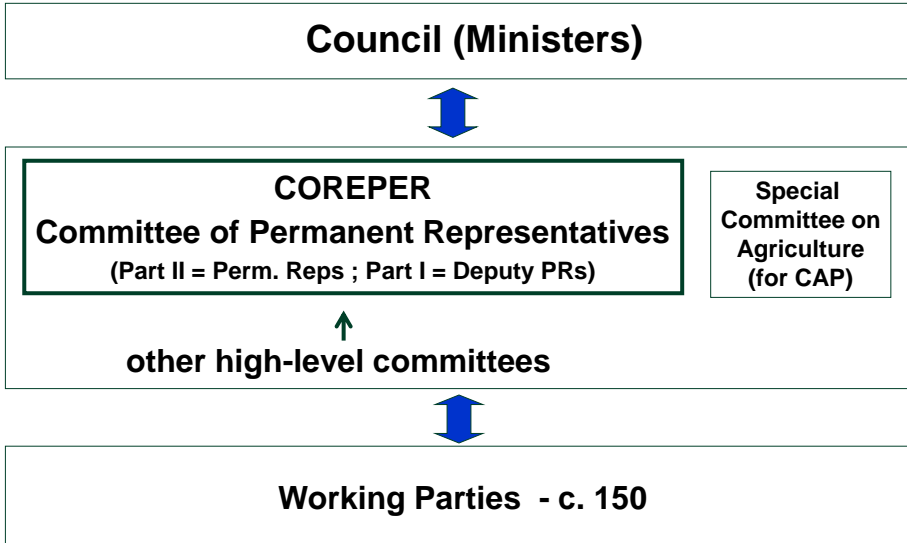 Council (Ministers)
COREPER
Committee of Permanent Representatives
(Part II = Perm. Reps ; Part I = Deputy PRs)
Special
Committee on
Agriculture
(for CAP)
other high-level committees
Working Parties - c. 150